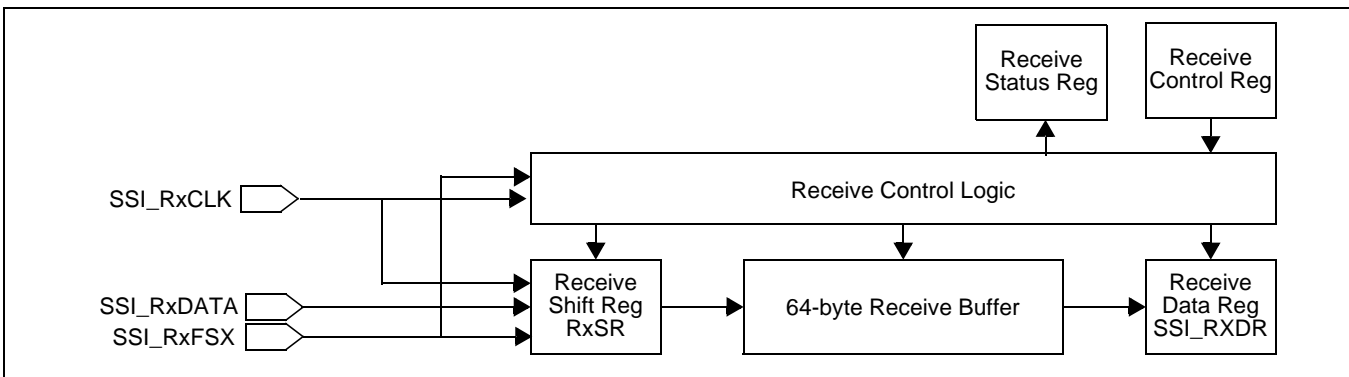 Receive
Status Reg
Receive
Control Reg
SSI_RxCLK
Receive Control Logic
SSI_RxDATA
SSI_RxFSX
Receive
Shift Reg
RxSR
64-byte Receive Buffer
Receive
Data Reg
SSI_RXDR